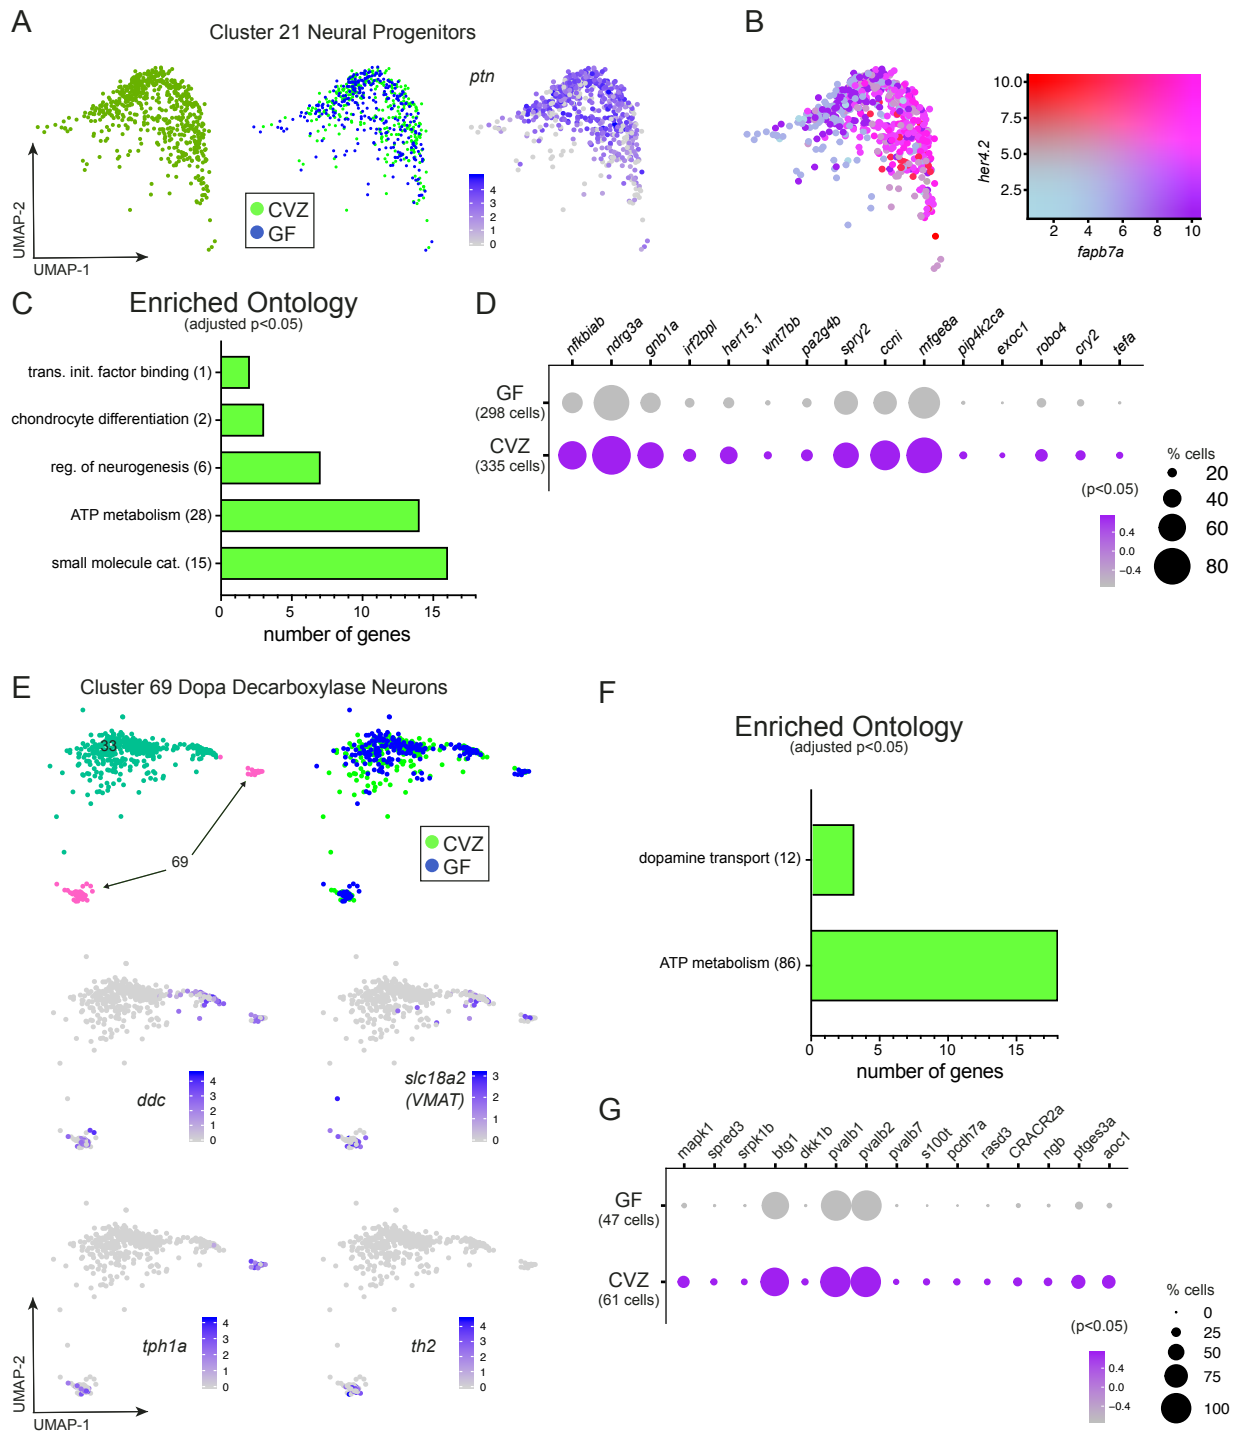 A
Cluster 21 Neural Progenitors
ptn
4
3
2
1
0
CVZ
GF
UMAP-2
UMAP-1
B
her4.2
10.0
7.5
5.0
2.5
2
4
6
8
10
fapb7a
C
Enriched Ontology
(adjusted p<0.05)
trans. init. factor binding (1)
chondrocyte differentiation (2)
reg. of neurogenesis (6)
ATP metabolism (28)
small molecule cat. (15)
0
5
10
15
number of genes
D
nfkbiab
ndrg3a
gnb1a
irf2bpl
her15.1
wnt7bb
pa2g4b
spry2
ccni
mfge8a
pip4k2ca
exoc1
robo4
cry2
tefa
GF
(298 cells)
CVZ
(335 cells)
(p<0.05)
0.4
0.0
−0.4
% cells
20
40
60
80
E
Cluster 69 Dopa Decarboxylase Neurons
33
69
CVZ
GF
ddc
4
3
2
1
0
slc18a2
(VMAT)
3
2
1
0
tph1a
4
3
2
1
0
th2
4
3
2
1
0
UMAP-2
UMAP-1
F
Enriched Ontology
(adjusted p<0.05)
dopamine transport (12)
ATP metabolism (86)
0
5
10
15
number of genes
G
mapk1
spred3
srpk1b
btg1
dkk1b
pvalb1
pvalb2
pvalb7
s100t
pcdh7a
rasd3
CRACR2a
ngb
ptges3a
aoc1
GF
(47 cells)
CVZ
(61 cells)
(p<0.05)
0.4
0.0
−0.4
% cells
0
25
50
75
100